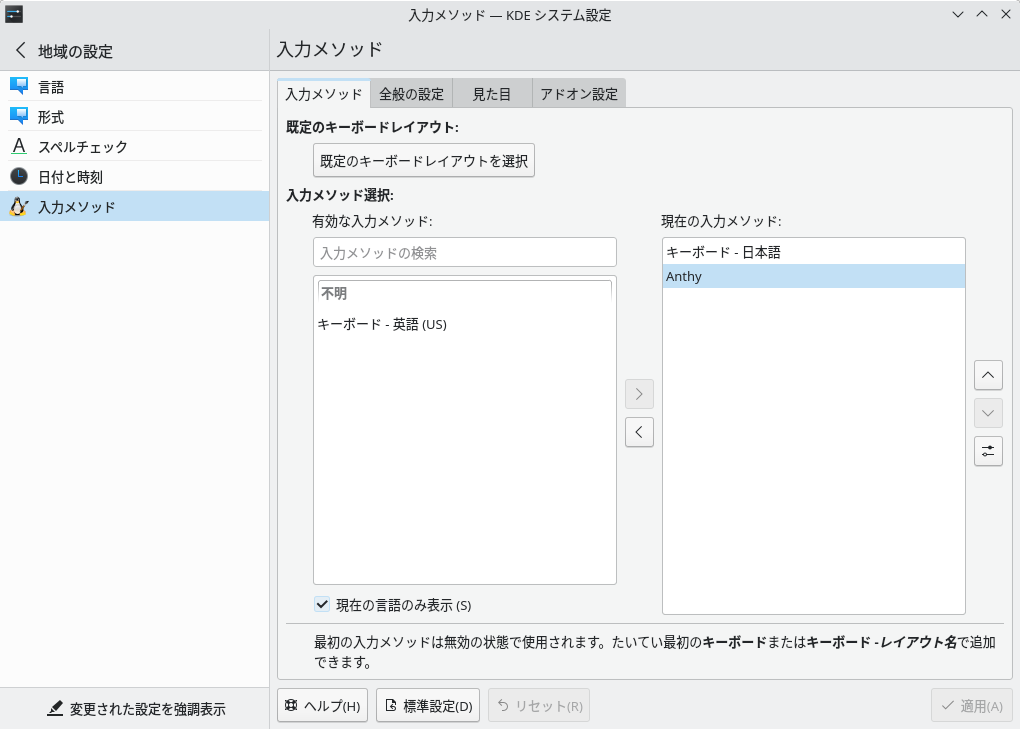 入力メソッド — KDE システム設定
地域の設定
入力メソッド
言語
形式
スペルチェック
日付と時刻
入力メソッド
入力メソッド
全般の設定
見た目
アドオン設定
既定のキーボードレイアウト:
既定のキーボードレイアウトを選択
入力メソッド選択:
有効な入力メソッド:
入力メソッドの検索
不明
キーボード - 英語 (US)
現在の入力メソッド:
キーボード - 日本語
Anthy
現在の言語のみ表示 (S)
最初の入力メソッドは無効の状態で使用されます。たいてい最初のキーボードまたはキーボード -レイアウト名で追加
できます。
変更された設定を強調表示
ヘルプ(H)
標準設定(D)
リセット(R)
適用(A)